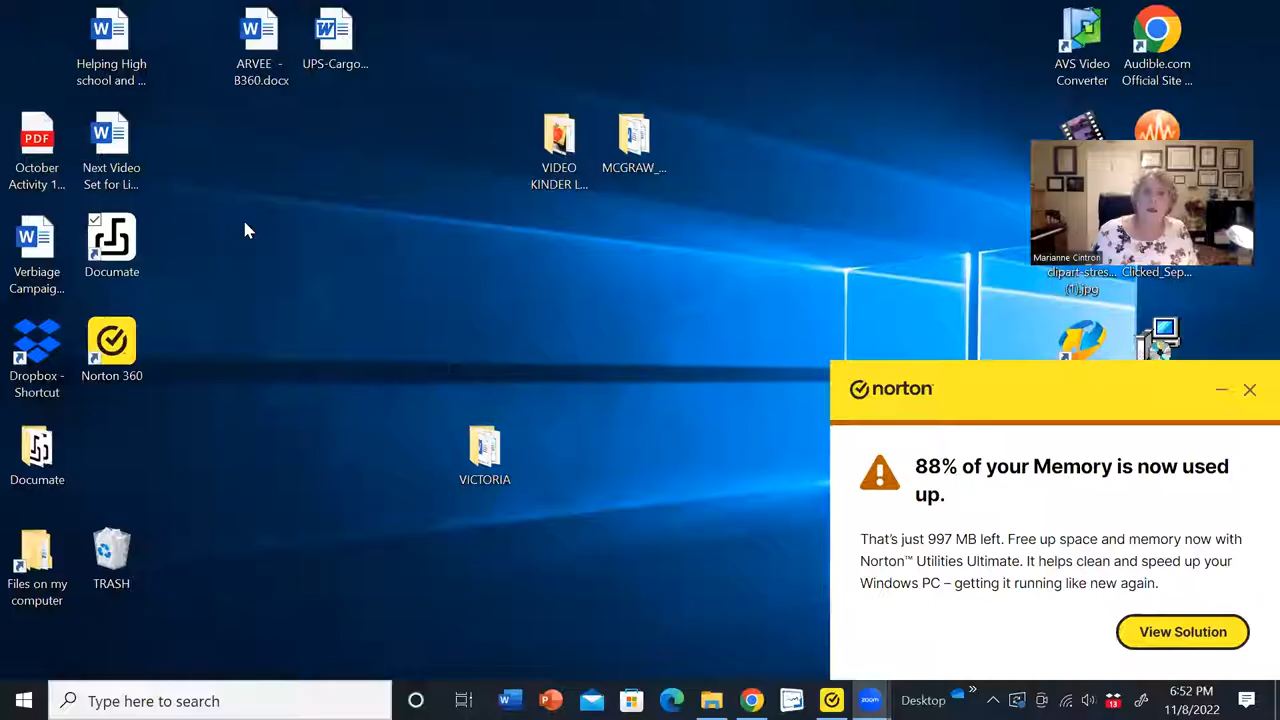 Helping High
school and ...
ARVEE -
B360.docx
UPS-Cargo...
AVS Video
Converter
Audible.com
Official Site ...
PDF
October
Activity 1...
Next Video
Set for Li...
VIDEO
KINDER L...
MCGRAW_...
Marianne Cintron
clipart-stres...
(1).jpg
Clicked_Sep...
Verbiage
Campaig...
Documate
Dropbox -
Shortcut
Norton 360
norton
88% of your Memory is now used
up.
That's just 997 MB left. Free up space and memory now with
Norton™ Utilities Ultimate. It helps clean and speed up your
Windows PC – getting it running like new again.
View Solution
Documate
VICTORIA
Files on my
computer
TRASH
Type here to search
zoom
Desktop
»
13
6:52 PM
11/8/2022